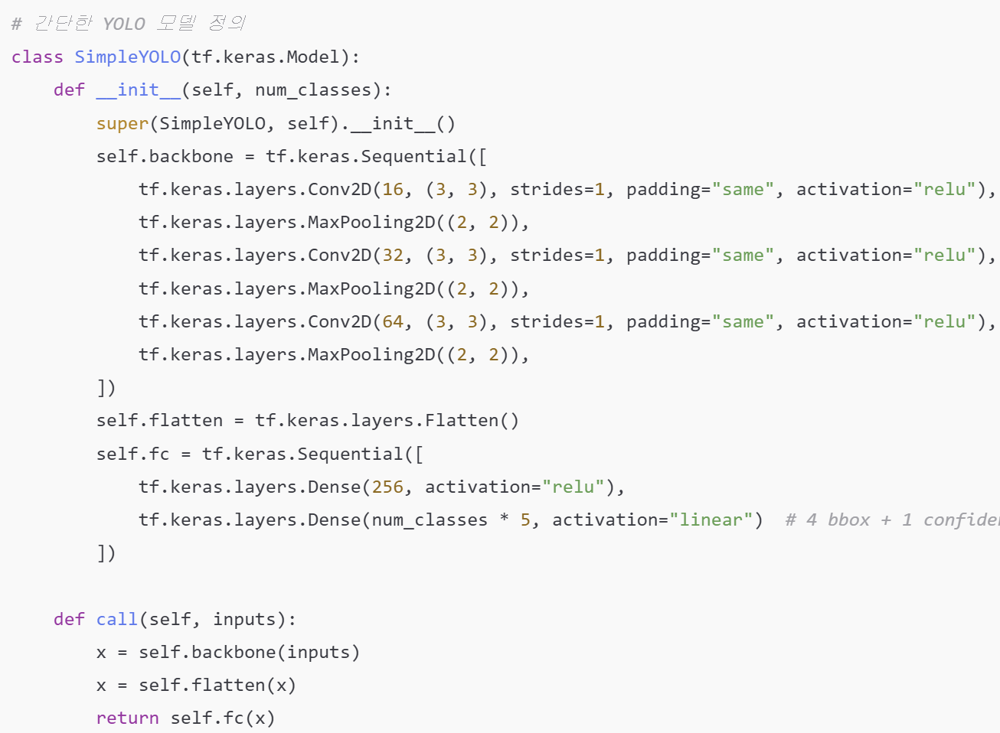 # 간단한 YOLO 모델 정의
class SimpleYOLO(tf.keras.Model):
    def __init__(self, num_classes):
        super(SimpleYOLO, self).__init__()
        self.backbone = tf.keras.Sequential([
            tf.keras.layers.Conv2D(16, (3, 3), strides=1, padding="same", activation="relu"),
            tf.keras.layers.MaxPooling2D((2, 2)),
            tf.keras.layers.Conv2D(32, (3, 3), strides=1, padding="same", activation="relu"),
            tf.keras.layers.MaxPooling2D((2, 2)),
            tf.keras.layers.Conv2D(64, (3, 3), strides=1, padding="same", activation="relu"),
            tf.keras.layers.MaxPooling2D((2, 2)),
        ])
        self.flatten = tf.keras.layers.Flatten()
        self.fc = tf.keras.Sequential([
            tf.keras.layers.Dense(256, activation="relu"),
            tf.keras.layers.Dense(num_classes * 5, activation="linear")  # 4 bbox + 1
        ])
    def call(self, inputs):
        x = self.backbone(inputs)
        x = self.flatten(x)
        return self.fc(x)